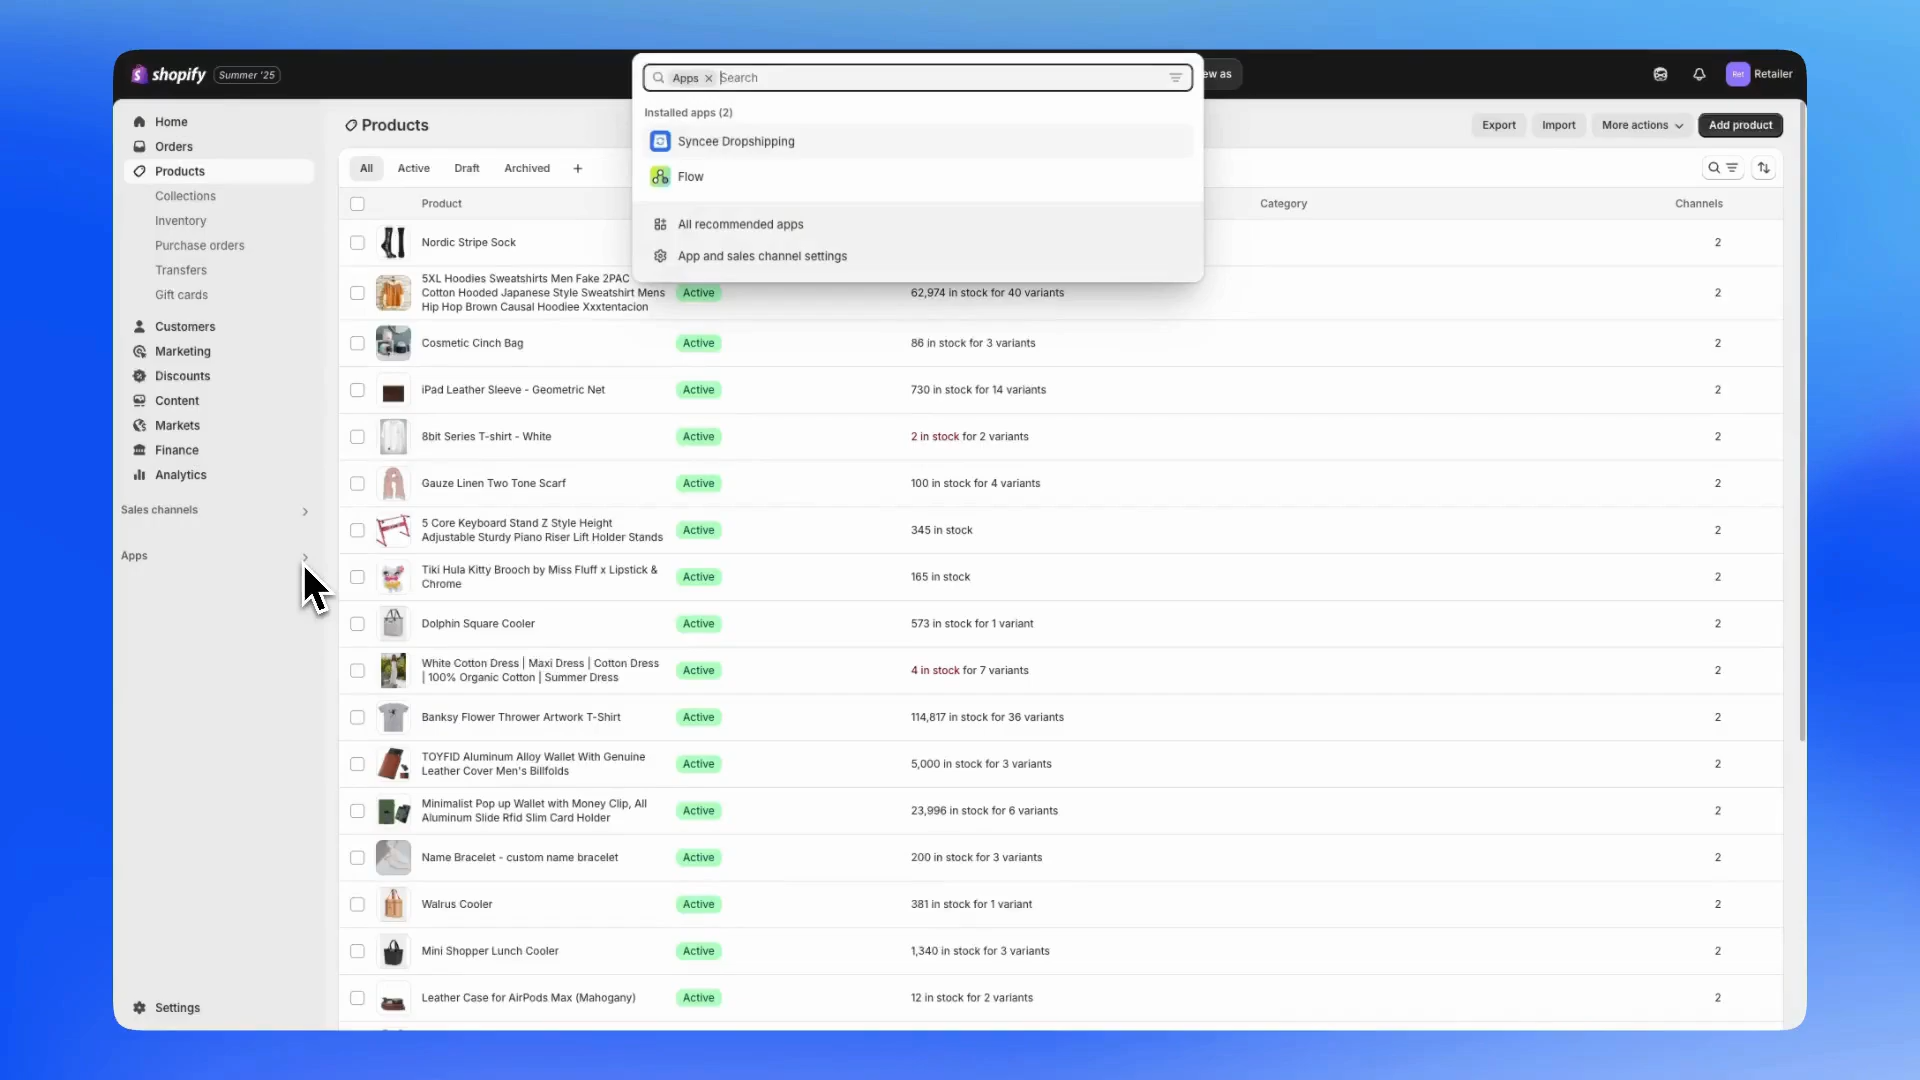 shopify Summer '25
Apps Search
ew as
Ret Retailer
Installed apps (2)
Syncee Dropshipping
Flow
All recommended apps
App and sales channel settings
Home
Orders
Products
Collections
Inventory
Purchase orders
Transfers
Gift cards
Customers
Marketing
Discounts
Content
Markets
Finance
Analytics
Sales channels
Apps
Settings
Products
Export Import More actions Add product
All Active Draft Archived
Product Category Channels
Nordic Stripe Sock 2
5XL Hoodies Sweatshirts Men Fake 2PAC
Cotton Hooded Japanese Style Sweatshirt Mens Active 62,974 in stock for 40 variants 2
Hip Hop Brown Causal Hoodiee Xxxtentacion
Cosmetic Cinch Bag Active 86 in stock for 3 variants 2
iPad Leather Sleeve - Geometric Net Active 730 in stock for 14 variants 2
8bit Series T-shirt - White Active 2 in stock for 2 variants 2
Gauze Linen Two Tone Scarf Active 100 in stock for 4 variants 2
5 Core Keyboard Stand Z Style Height
Adjustable Sturdy Piano Riser Lift Holder Stands Active 345 in stock 2
Tiki Hula Kitty Brooch by Miss Fluff x Lipstick &
Chrome Active 165 in stock 2
Dolphin Square Cooler Active 573 in stock for 1 variant 2
White Cotton Dress | Maxi Dress | Cotton Dress
| 100% Organic Cotton | Summer Dress Active 4 in stock for 7 variants 2
Banksy Flower Thrower Artwork T-Shirt Active 114,817 in stock for 36 variants 2
TOYFID Aluminum Alloy Wallet With Genuine
Leather Cover Men's Billfolds Active 5,000 in stock for 3 variants 2
Minimalist Pop up Wallet with Money Clip, All
Aluminum Slide Rfid Slim Card Holder Active 23,996 in stock for 6 variants 2
Name Bracelet - custom name bracelet Active 200 in stock for 3 variants 2
Walrus Cooler Active 381 in stock for 1 variant 2
Mini Shopper Lunch Cooler Active 1,340 in stock for 3 variants 2
Leather Case for AirPods Max (Mahogany) Active 12 in stock for 2 variants 2